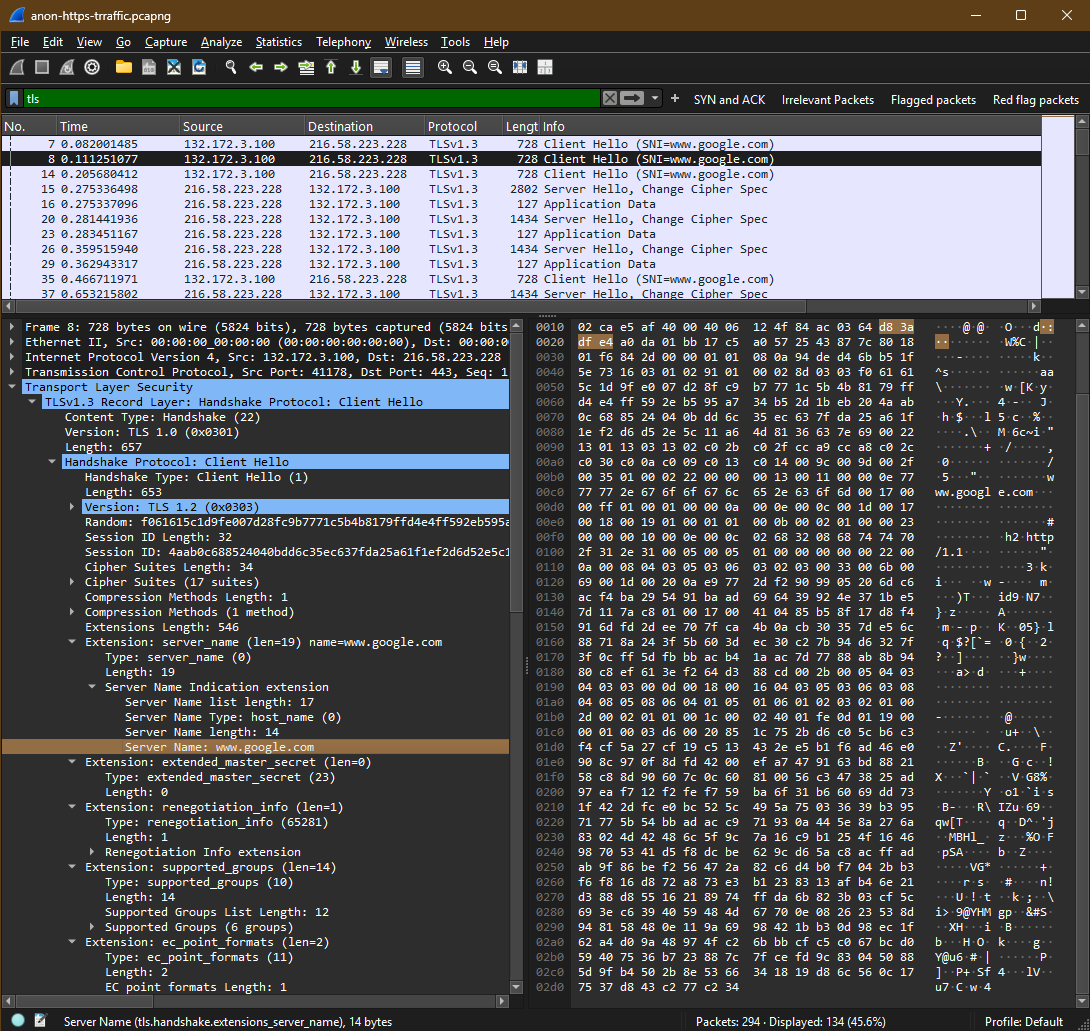 anon-https-trraffic.pcapng
File Edit View Go Capture Analyze Statistics Telephony Wireless Tools Help
tls
+ SYN and ACK Irrelevant Packets Flagged packets Red flag packets
No. Time Source Destination Protocol Lengt Info
7 0.082001485 132.172.3.100 216.58.223.228 TLSv1.3 728 Client Hello (SNI=www.google.com)
8 0.111251077 132.172.3.100 216.58.223.228 TLSv1.3 728 Client Hello (SNI=www.google.com)
14 0.205680412 132.172.3.100 216.58.223.228 TLSv1.3 728 Client Hello (SNI=www.google.com)
15 0.275336498 216.58.223.228 132.172.3.100 TLSv1.3 2802 Server Hello, Change Cipher Spec
16 0.275337096 216.58.223.228 132.172.3.100 TLSv1.3 127 Application Data
20 0.281441936 216.58.223.228 132.172.3.100 TLSv1.3 1434 Server Hello, Change Cipher Spec
23 0.283451167 216.58.223.228 132.172.3.100 TLSv1.3 127 Application Data
26 0.359515940 216.58.223.228 132.172.3.100 TLSv1.3 1434 Server Hello, Change Cipher Spec
29 0.362943317 216.58.223.228 132.172.3.100 TLSv1.3 127 Application Data
35 0.466711971 132.172.3.100 216.58.223.228 TLSv1.3 728 Client Hello (SNI=www.google.com)
37 0.653215802 216.58.223.228 132.172.3.100 TLSv1.3 1434 Server Hello, Change Cipher Spec
Frame 8: 728 bytes on wire (5824 bits), 728 bytes captured (5824 bits
Ethernet II, Src: 00:00:00_00:00:00 (00:00:00:00:00:00), Dst: 00:00:0
Internet Protocol Version 4, Src: 132.172.3.100, Dst: 216.58.223.228
Transmission Control Protocol, Src Port: 41178, Dst Port: 443, Seq: 1
Transport Layer Security
TLSv1.3 Record Layer: Handshake Protocol: Client Hello
Content Type: Handshake (22)
Version: TLS 1.0 (0x0301)
Length: 657
Handshake Protocol: Client Hello
Handshake Type: Client Hello (1)
Length: 653
Version: TLS 1.2 (0x0303)
Random: f061615c1d9fe007d28fc9b7771c5b4b8179ffd4e4ff592eb595a
Session ID Length: 32
Session ID: 4aab0c688524040bdd6c35ec637fda25a61f1ef2d6d52e5c1
Cipher Suites Length: 34
Cipher Suites (17 suites)
Compression Methods Length: 1
Compression Methods (1 method)
Extensions Length: 546
Extension: server_name (len=19) name=www.google.com
Type: server_name (0)
Length: 19
Server Name Indication extension
Server Name list length: 17
Server Name Type: host_name (0)
Server Name length: 14
Server Name: www.google.com
Extension: extended_master_secret (len=0)
Type: extended_master_secret (23)
Length: 0
Extension: renegotiation_info (len=1)
Type: renegotiation_info (65281)
Length: 1
Renegotiation Info extension
Extension: supported_groups (len=14)
Type: supported_groups (10)
Length: 14
Supported Groups List Length: 12
Supported Groups (6 groups)
Extension: ec_point_formats (len=2)
Type: ec_point_formats (11)
Length: 2
EC point formats Length: 1
0010 02 ca e5 af 40 00 40 06 12 4f 84 ac 03 64 d8 3a
0020 df e4 a0 da 01 bb 17 c5 a0 57 25 43 87 7c 80 18
0030 01 f6 84 2d 00 00 01 01 08 0a 94 de d4 6b b5 1f
0040 5e 73 16 03 01 02 91 01 00 02 8d 03 03 f0 61 61
0050 5c 1d 9f e0 07 d2 8f c9 b7 77 1c 5b 4b 81 79 ff
0060 d4 e4 ff 59 2e b5 95 a7 34 b5 2d 1b eb 20 4a ab
0070 0c 68 85 24 04 0b dd 6c 35 ec 63 7f da 25 a6 1f
0080 1e f2 d6 d5 2e 5c 11 a6 4d 81 36 63 7e 69 00 22
0090 13 01 13 03 13 02 c0 2b c0 2f cc a9 cc a8 c0 2c
00a0 c0 30 c0 0a c0 09 c0 13 c0 14 00 9c 00 9d 00 2f
00b0 00 35 01 00 02 22 00 00 00 13 00 11 00 00 0e 77
00c0 77 77 2e 67 6f 6f 67 6c 65 2e 63 6f 6d 00 17 00 www.google.com
00d0 00 ff 01 00 01 00 00 0a 00 0e 00 0c 00 1d 00 17
00e0 00 18 00 19 01 00 01 01 00 0b 00 02 01 00 00 23
00f0 00 00 00 10 00 0e 00 0c 02 68 32 08 68 74 74 70 h2 http
0100 2f 31 2e 31 00 05 00 05 01 00 00 00 00 00 22 00 /1.1
0110 0a 00 08 04 03 05 03 06 03 02 03 00 33 00 6b 00
0120 69 00 1d 00 20 0a e9 77 2d f2 90 99 05 20 6d c6
0130 ac f4 ba 29 54 91 ba ad 69 64 39 92 4e 37 1b e5
0140 7d 11 7a c8 01 00 17 00 41 04 85 b5 8f 17 d8 f4
0150 91 6d fd 2d ee 70 7f ca 4b 0a cb 30 35 7d e5 6c
0160 88 71 8a 24 3f 5b 60 3d ec 30 c2 7b 94 d6 32 7f
0170 3f 0c ff 5d fb bb ac b4 1a ac 7d 77 88 ab 8b 94
0180 80 c8 ef 61 3e f2 64 d3 88 cd 00 2b 00 05 04 03
0190 04 03 03 00 0d 00 18 00 16 04 03 05 03 06 03 08
01a0 04 08 05 08 06 04 01 05 01 06 01 02 03 02 01 00
01b0 2d 00 02 01 01 00 1c 00 02 40 01 fe 0d 01 19 00
01c0 00 01 00 03 d6 00 20 85 1c 75 2b d6 c0 5c b6 c3
01d0 f4 cf 5a 27 cf 19 c5 13 43 2e e5 b1 f6 ad 46 e0
01e0 90 8c 97 0f 8d fd 42 00 ef a7 47 91 63 bd 88 21
01f0 58 c8 8d 90 60 7c 0c 60 81 00 56 c3 47 38 25 ad
0200 97 ea f7 12 f2 fe f7 59 ba 6f 31 b6 60 69 dd 73
0210 1f 42 2d fc e0 bc 52 5c 49 5a 75 03 36 39 b3 95
0220 71 77 5b 54 bb ad ac c9 71 93 0a 44 5e 8a 27 6a
0230 83 02 4d 42 48 6c 5f 9c 7a 16 c9 b1 25 4f 16 46
0240 98 70 53 41 d5 f8 dc be 62 9c d6 5a c8 ac ff ad
0250 ab 9f 86 be f2 56 47 2a 82 c6 d4 b0 f7 04 2b b3
0260 f6 f8 16 d8 72 a8 73 e3 b1 23 83 13 af b4 6e 21
0270 d3 88 d8 55 16 21 89 74 ff da 6b 82 3b 03 cf 5c
0280 69 3e c6 39 40 59 48 4d 67 70 0e 08 26 23 53 8d
0290 94 81 58 48 0e 11 9a 69 98 42 1b b3 0d 98 ec 1f
02a0 62 a4 d0 9a 48 97 4f c2 6b bb cf c5 c0 67 bc d0
02b0 59 40 75 36 b7 23 88 7c 7f ce fd 9c 83 04 50 88
02c0 5d 9f b4 50 2b 8e 53 66 34 18 19 d8 6c 56 0c 17
02d0 75 37 d8 43 c2 77 c2 34
Server Name (tls.handshake.extensions_server_name), 14 bytes
Packets: 294 · Displayed: 134 (45.6%)
Profile: Default